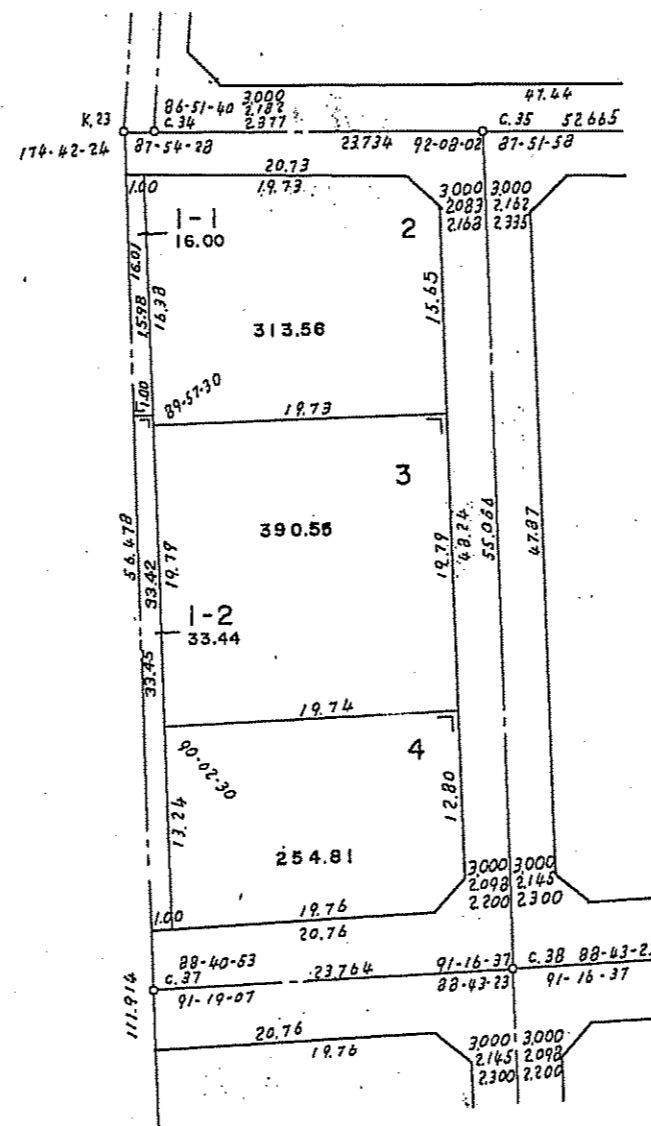 47.44
86-51-40 3,000
K,23 C.34 2.182
2.377 C.35 52.665
174-42-24 87-54-28 23.734 92-08-02 87-51-58
20.73
1.00 19.73 3,000 3,000
2.083 2.162
1-1 2 2.168 2.335
16.00
16.01
15.98 16.38 15.65
313.56
1.00 89-57-30
19.73
3
390.55
56.478 33.42 19.79 19.79 48.24 55.066 47.87
1-2
33.44
33.45
19.74
90-02-30 4
13.24 12.80
254.81
3,000 3,000
2.098 2.145
1.00 19.76 2.200 2.300
20.76
88-40-53 91-16-37 C.38 88-43-2
C.37 23.764
91-19-07 88-43-23 91-16-37
111.914
20.76 3,000 3,000
19.76 2.145 2.098
2.300 2.200